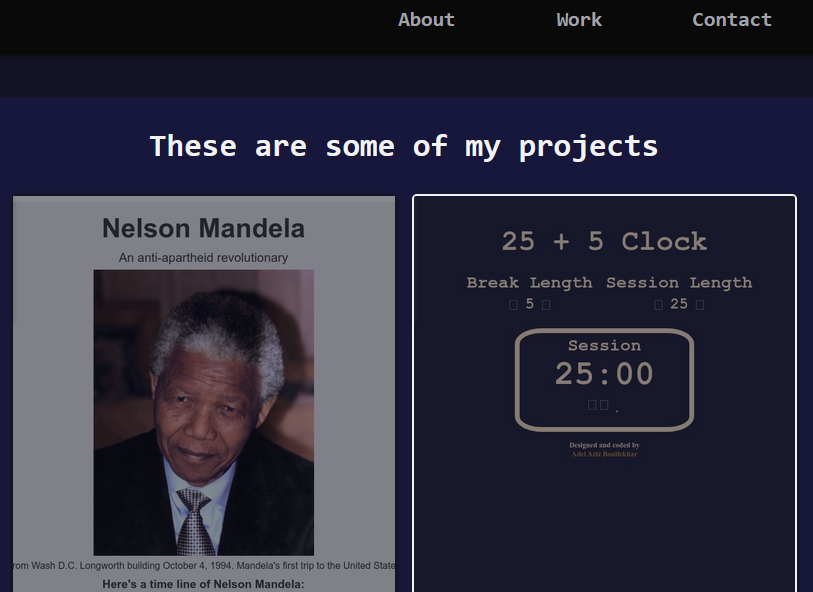 About Work Contact
These are some of my projects
Nelson Mandela
An anti-apartheid revolutionary
rom Wash D.C. Longworth building October 4, 1994. Mandela's first trip to the United State
Here's a time line of Nelson Mandela:
25 + 5 Clock
Break Length Session Length
5 25
Session
25:00
.
Designed and coded by
Adel Aziz Boutfekhar